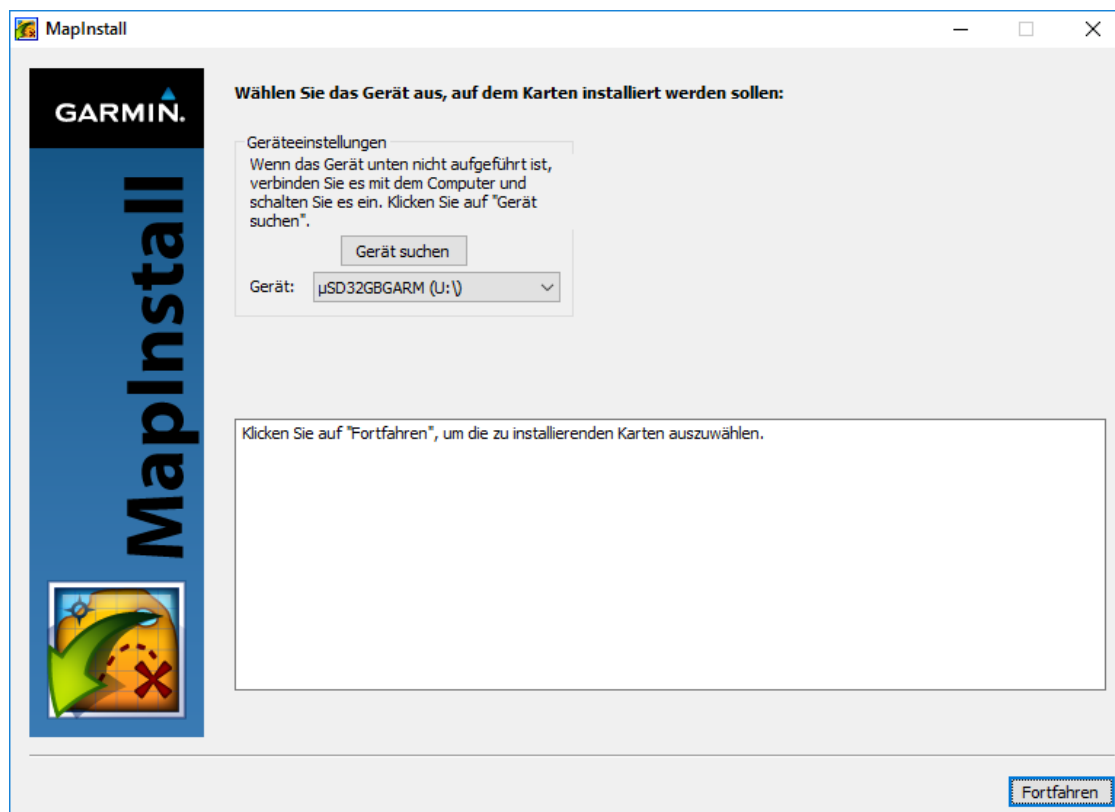 MapInstall
GARMIN.
MapInstall
Wählen Sie das Gerät aus, auf dem Karten installiert werden sollen:
Geräteeinstellungen
Wenn das Gerät unten nicht aufgeführt ist,
verbinden Sie es mit dem Computer und
schalten Sie es ein. Klicken Sie auf "Gerät
suchen".
Gerät suchen
Gerät: µSD32GBGARM (U:\)
Klicken Sie auf "Fortfahren", um die zu installierenden Karten auszuwählen.
Fortfahren